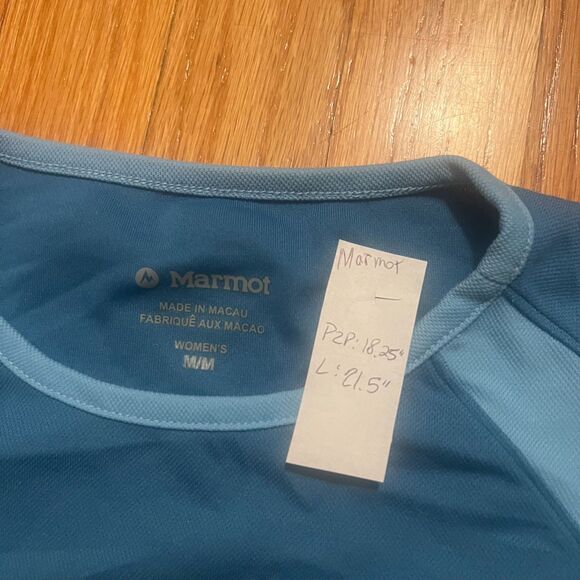 Marmot
MADE IN MACAU
FABRIQUÉ AUX MACAO
WOMEN'S
M/M
Marmot
—
P2P: 18.25"
L: 21.5"